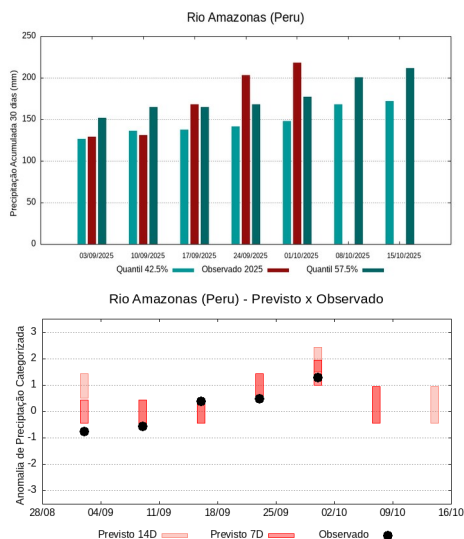 Rio Amazonas (Peru)
Precipitação Acumulada 30 dias (mm)
250
200
150
100
50
0
03/09/2025 10/09/2025 17/09/2025 24/09/2025 01/10/2025 08/10/2025 15/10/2025
Quantil 42.5% Observado 2025 Quantil 57.5%
Rio Amazonas (Peru) - Previsto x Observado
Anomalia de Preciptação Categorizada
3
2
1
0
-1
-2
-3
28/08 04/09 11/09 18/09 25/09 02/10 09/10 16/10
Previsto 14D Previsto 7D Observado